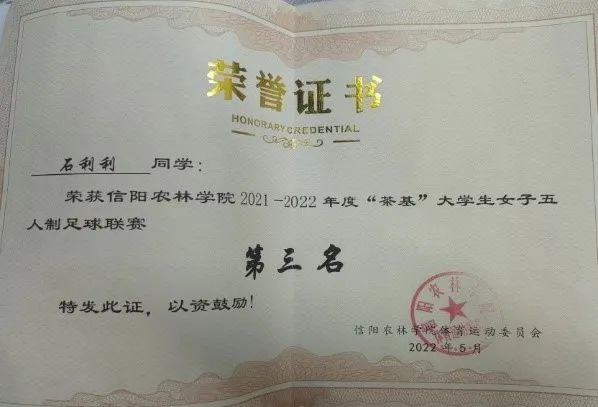 荣誉证书
HONORARY CREDENTIAL
石利利 同学：
荣获信阳农林学院2021-2022年度“茶基”大学生女子五
人制足球联赛
第三名
特发此证，以资鼓励！
信阳农林学院体育运动委员会
2022年5月